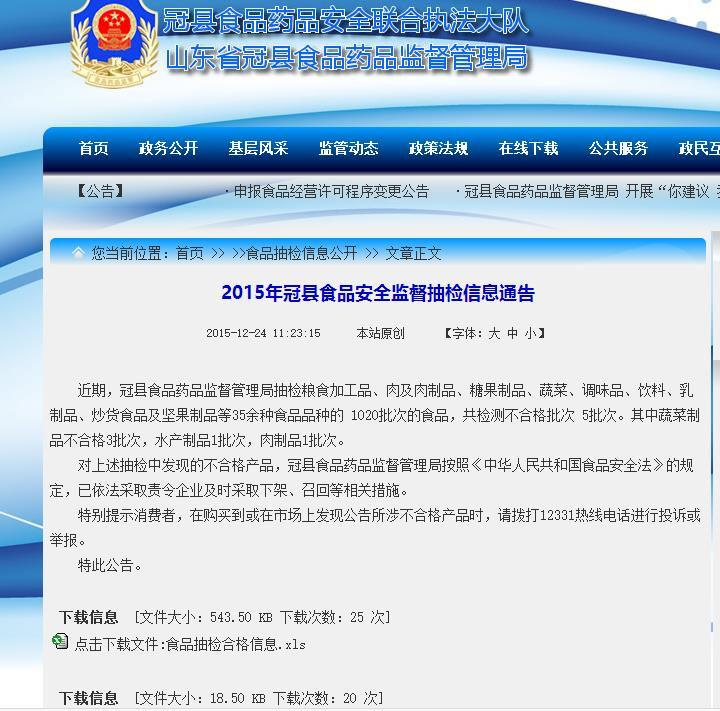 冠县食品药品安全联合执法大队
山东省冠县食品药品监督管理局
首页 政务公开 基层风采 监管动态 政策法规 在线下载 公共服务 政民互
【公告】 ·申报食品经营许可程序变更公告 ·冠县食品药品监督管理局 开展“你建议
您当前位置：首页 >> >>食品抽检信息公开 >> 文章正文
2015年冠县食品安全监督抽检信息通告
2015-12-24 11:23:15 本站原创 【字体：大 中 小】
近期，冠县食品药品监督管理局抽检粮食加工品、肉及肉制品、糖果制品、蔬菜、调味品、饮料、乳
制品、炒货食品及坚果制品等35余种食品品种的 1020批次的食品，共检测不合格批次 5批次。其中蔬菜制
品不合格3批次，水产制品1批次，肉制品1批次。
对上述抽检中发现的不合格产品，冠县食品药品监督管理局按照《中华人民共和国食品安全法》的规
定，已依法采取责令企业及时采取下架、召回等相关措施。
特别提示消费者，在购买到或在市场上发现公告所涉不合格产品时，请拨打12331热线电话进行投诉或
举报。
特此公告。
下载信息 [文件大小：543.50 KB 下载次数：25 次]
点击下载文件:食品抽检合格信息.xls
下载信息 [文件大小：18.50 KB 下载次数：20 次]